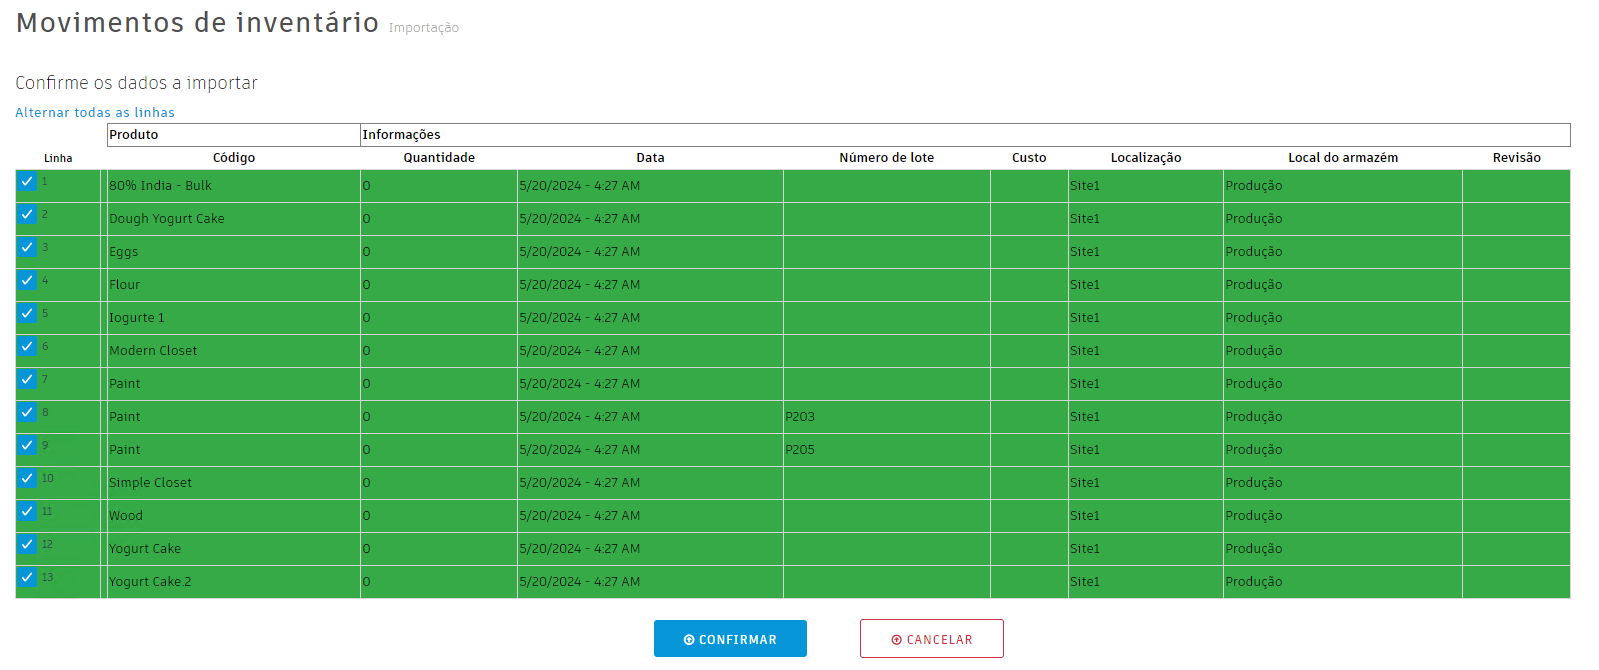 Movimentos de inventário Importação
Confirme os dados a importar
Alternar todas as linhas
Produto Informações
Linha Código Quantidade Data Número de lote Custo Localização Local do armazém Revisão
1 80% India - Bulk 0 5/20/2024 - 4:27 AM Site1 Produção
2 Dough Yogurt Cake 0 5/20/2024 - 4:27 AM Site1 Produção
3 Eggs 0 5/20/2024 - 4:27 AM Site1 Produção
4 Flour 0 5/20/2024 - 4:27 AM Site1 Produção
5 Iogurte 1 0 5/20/2024 - 4:27 AM Site1 Produção
6 Modern Closet 0 5/20/2024 - 4:27 AM Site1 Produção
7 Paint 0 5/20/2024 - 4:27 AM Site1 Produção
8 Paint 0 5/20/2024 - 4:27 AM P203 Site1 Produção
9 Paint 0 5/20/2024 - 4:27 AM P205 Site1 Produção
10 Simple Closet 0 5/20/2024 - 4:27 AM Site1 Produção
11 Wood 0 5/20/2024 - 4:27 AM Site1 Produção
12 Yogurt Cake 0 5/20/2024 - 4:27 AM Site1 Produção
13 Yogurt Cake.2 0 5/20/2024 - 4:27 AM Site1 Produção
CONFIRMAR CANCELAR